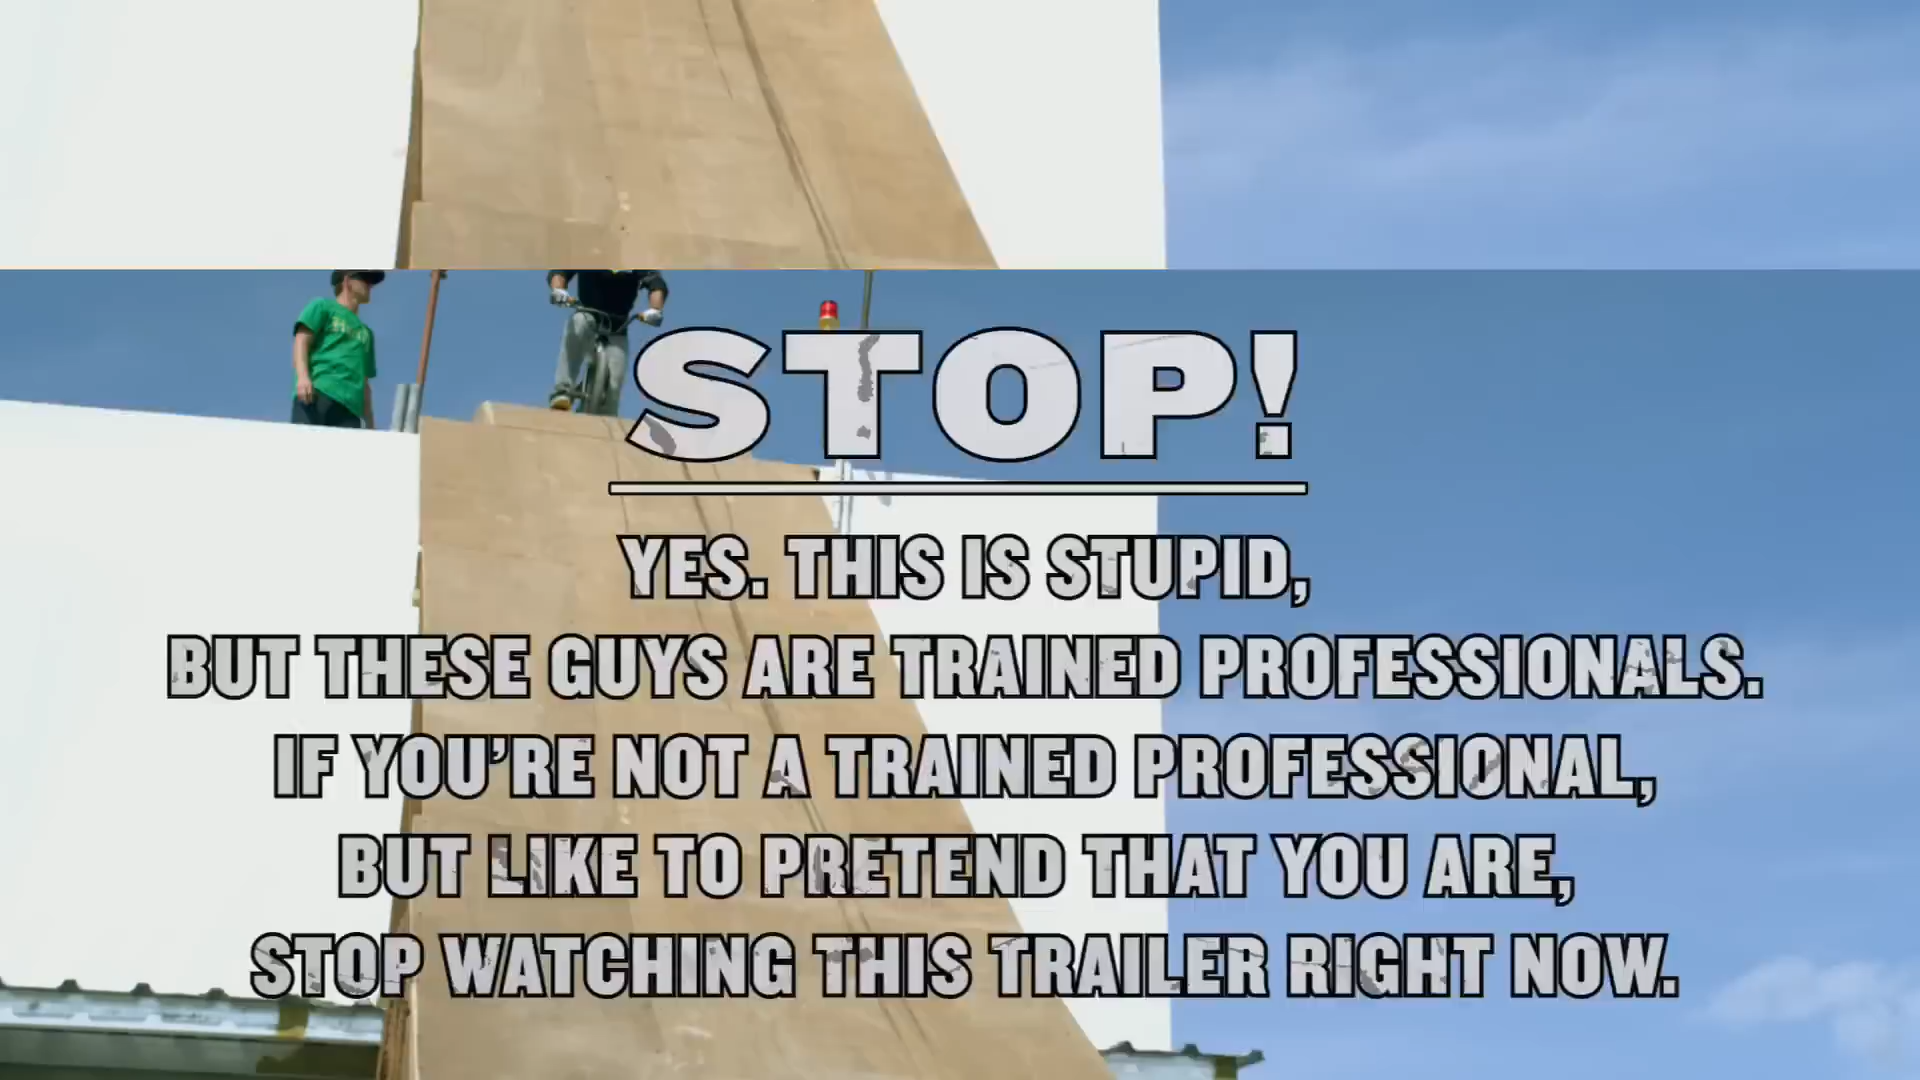 STOP!
YES. THIS IS STUPID,
BUT THESE GUYS ARE TRAINED PROFESSIONALS.
IF YOU'RE NOT A TRAINED PROFESSIONAL,
BUT LIKE TO PRETEND THAT YOU ARE,
STOP WATCHING THIS TRAILER RIGHT NOW.